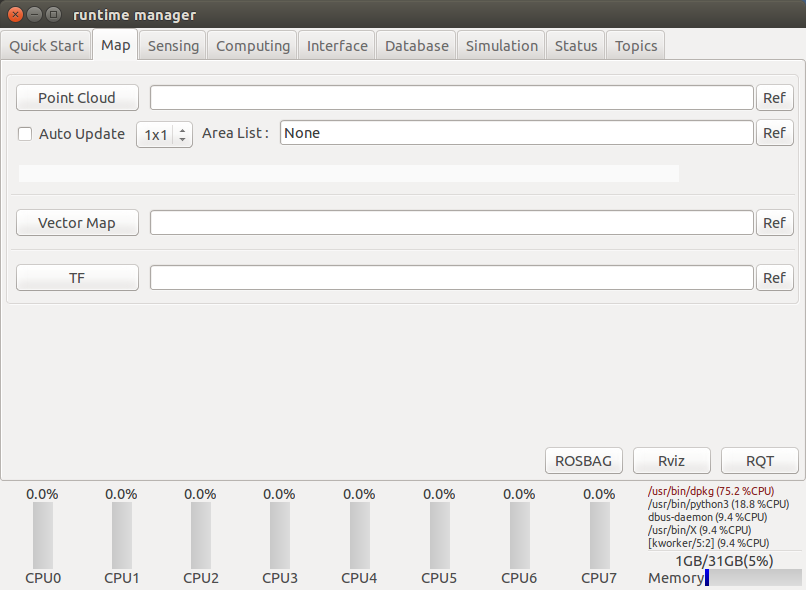 runtime manager
Quick Start Map Sensing Computing Interface Database Simulation Status Topics
Point Cloud Ref
Auto Update 1x1 Area List : None Ref
Vector Map Ref
TF Ref
ROSBAG Rviz RQT
0.0% 0.0% 0.0% 0.0% 0.0% 0.0% 0.0% 0.0%
CPU0 CPU1 CPU2 CPU3 CPU4 CPU5 CPU6 CPU7
/usr/bin/dpkg (75.2 %CPU)
/usr/bin/python3 (18.8 %CPU)
dbus-daemon (9.4 %CPU)
/usr/bin/X (9.4 %CPU)
[kworker/5:2] (9.4 %CPU)
1GB/31GB(5%)
Memory